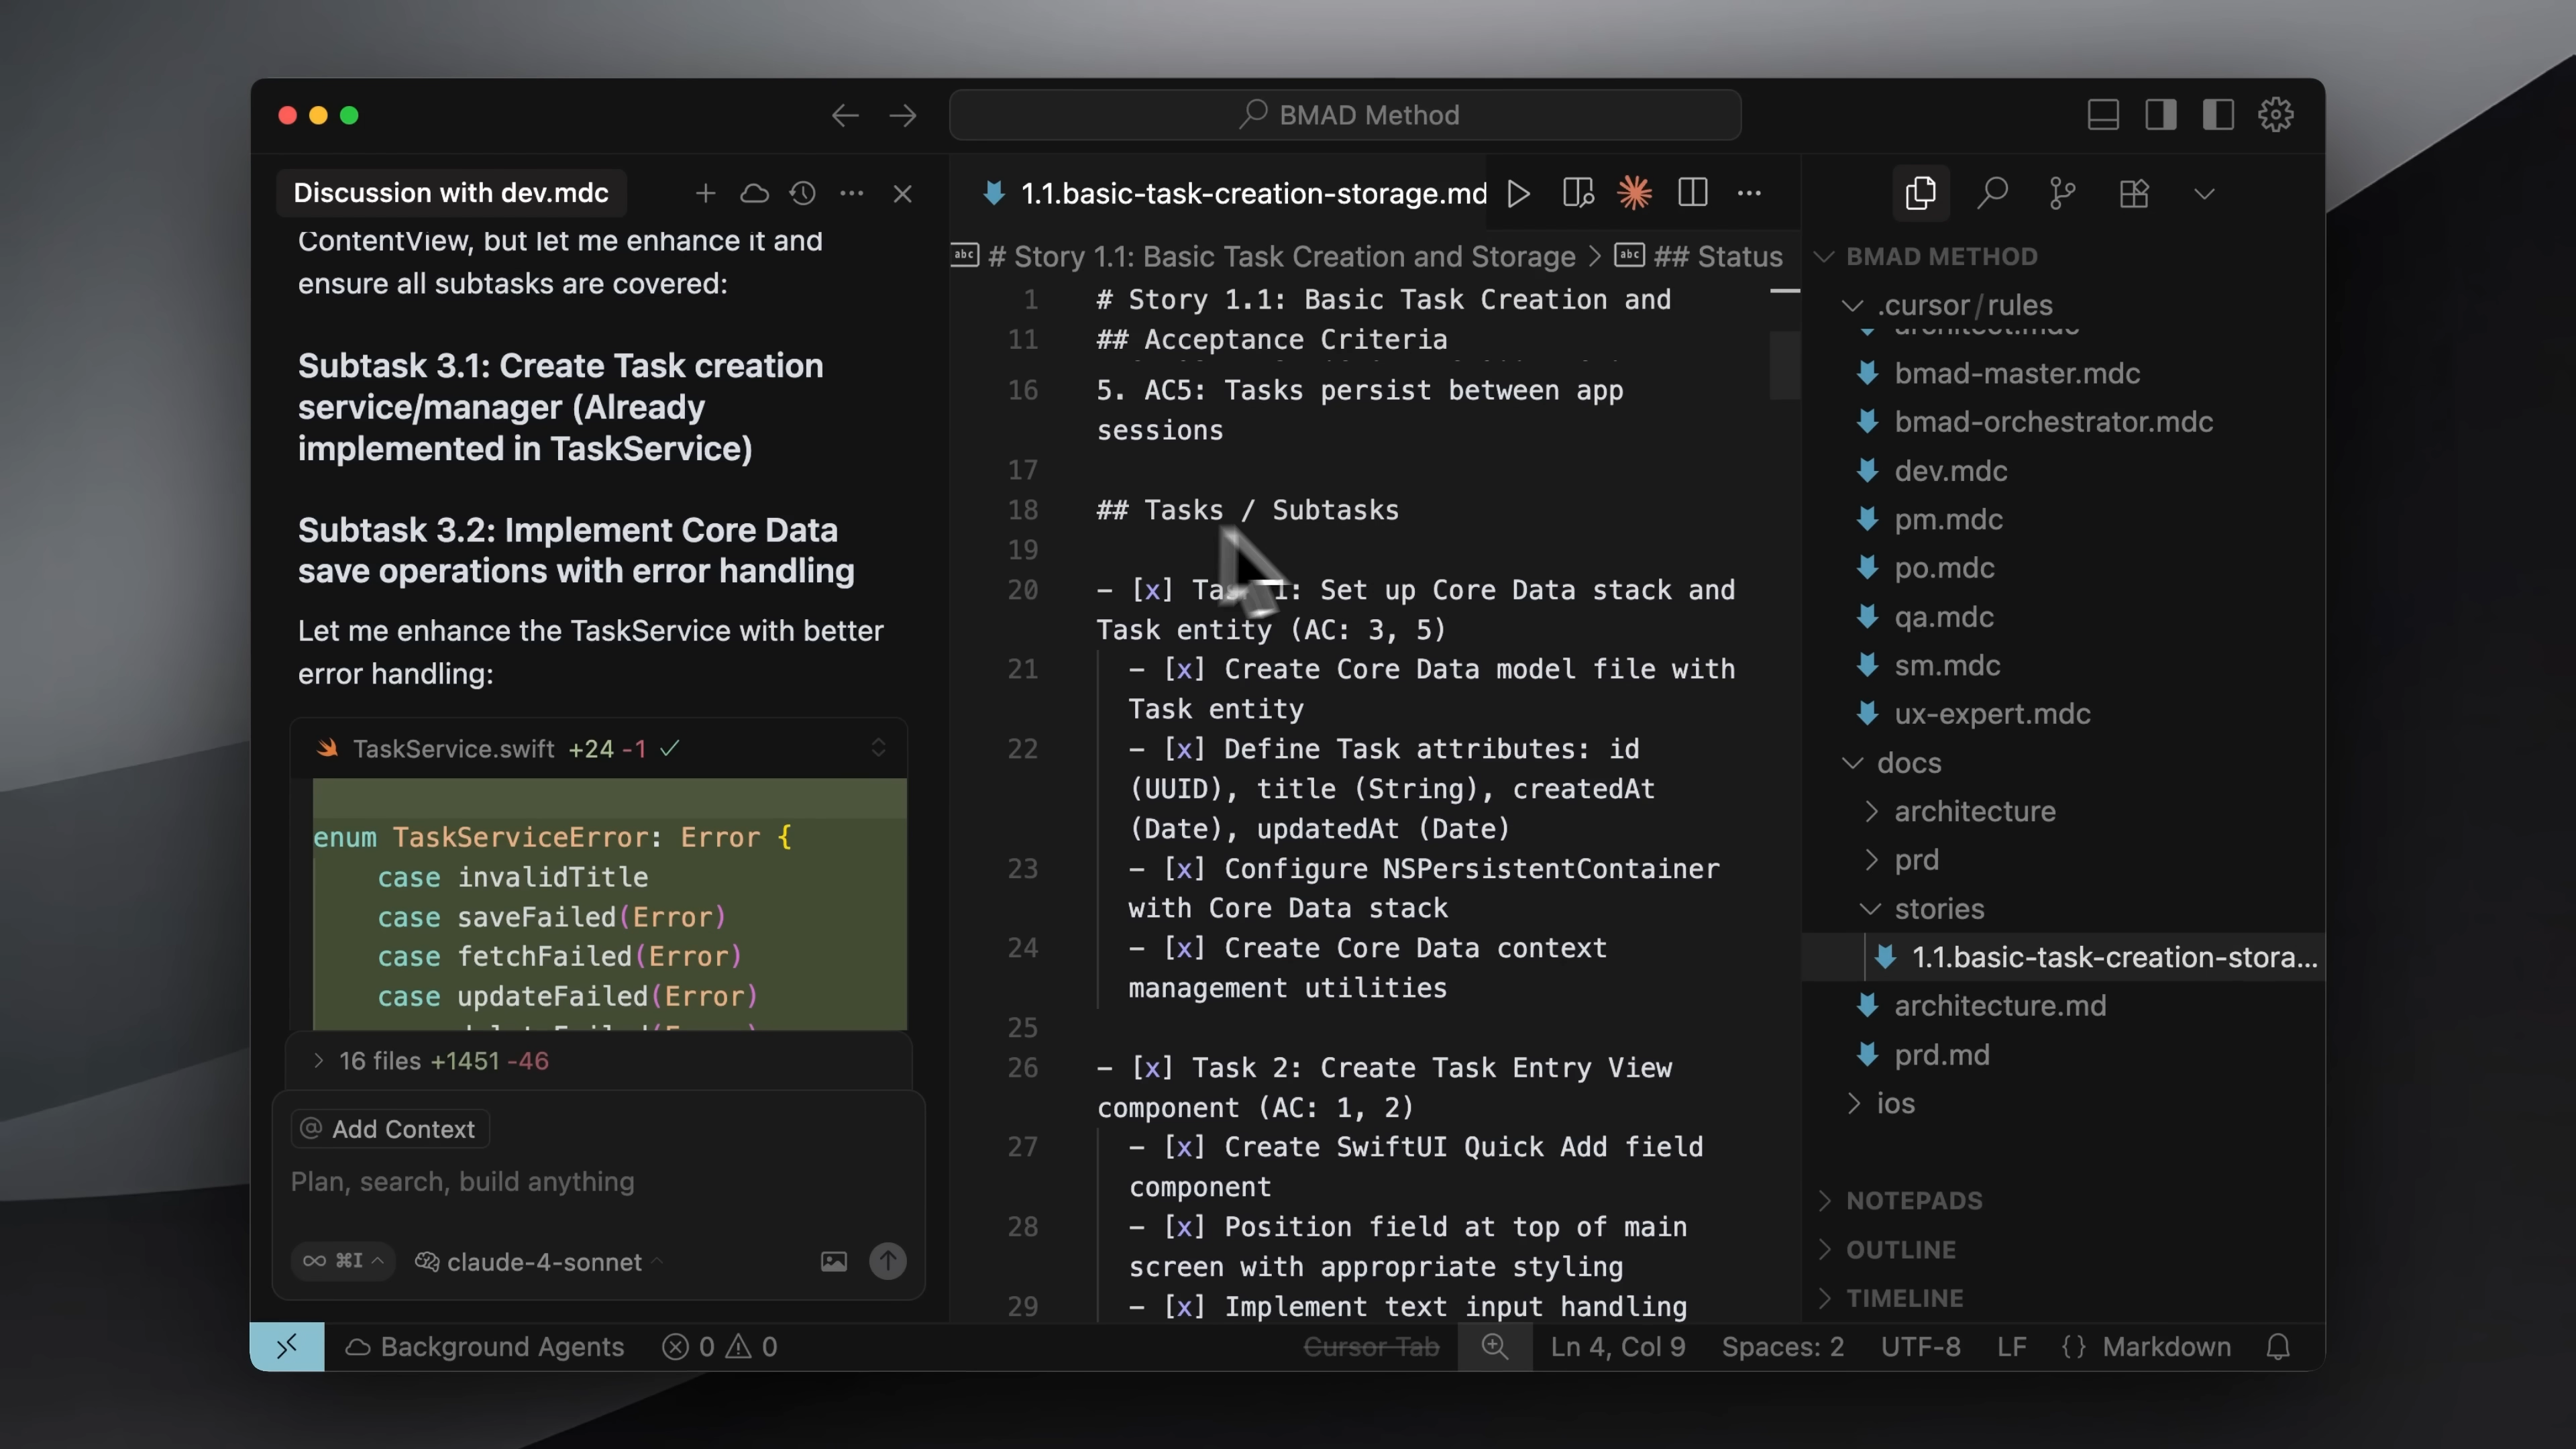 BMAD Method
Discussion with dev.mdc
ContentView, but let me enhance it and
ensure all subtasks are covered:
Subtask 3.1: Create Task creation
service/manager (Already
implemented in TaskService)
Subtask 3.2: Implement Core Data
save operations with error handling
Let me enhance the TaskService with better
error handling:
TaskService.swift +24 -1
enum TaskServiceError: Error {
case invalidTitle
case saveFailed(Error)
case fetchFailed(Error)
case updateFailed(Error)
16 files +1451 -46
@ Add Context
Plan, search, build anything
∞ ⌘I
claude-4-sonnet
1.1.basic-task-creation-storage.md
abc # Story 1.1: Basic Task Creation and Storage > abc ## Status
1 # Story 1.1: Basic Task Creation and
11 ## Acceptance Criteria
16 5. AC5: Tasks persist between app
sessions
17
18 ## Tasks / Subtasks
19
20 - [x] Task 1: Set up Core Data stack and
Task entity (AC: 3, 5)
21 - [x] Create Core Data model file with
Task entity
22 - [x] Define Task attributes: id
(UUID), title (String), createdAt
(Date), updatedAt (Date)
23 - [x] Configure NSPersistentContainer
with Core Data stack
24 - [x] Create Core Data context
management utilities
25
26 - [x] Task 2: Create Task Entry View
component (AC: 1, 2)
27 - [x] Create SwiftUI Quick Add field
component
28 - [x] Position field at top of main
screen with appropriate styling
29 - [x] Implement text input handling
BMAD METHOD
.cursor/rules
architect.mdc
bmad-master.mdc
bmad-orchestrator.mdc
dev.mdc
pm.mdc
po.mdc
qa.mdc
sm.mdc
ux-expert.mdc
docs
architecture
prd
stories
1.1.basic-task-creation-stora...
architecture.md
prd.md
ios
NOTEPADS
OUTLINE
TIMELINE
Background Agents
0
0
Cursor Tab
Ln 4, Col 9
Spaces: 2
UTF-8
LF
{} Markdown